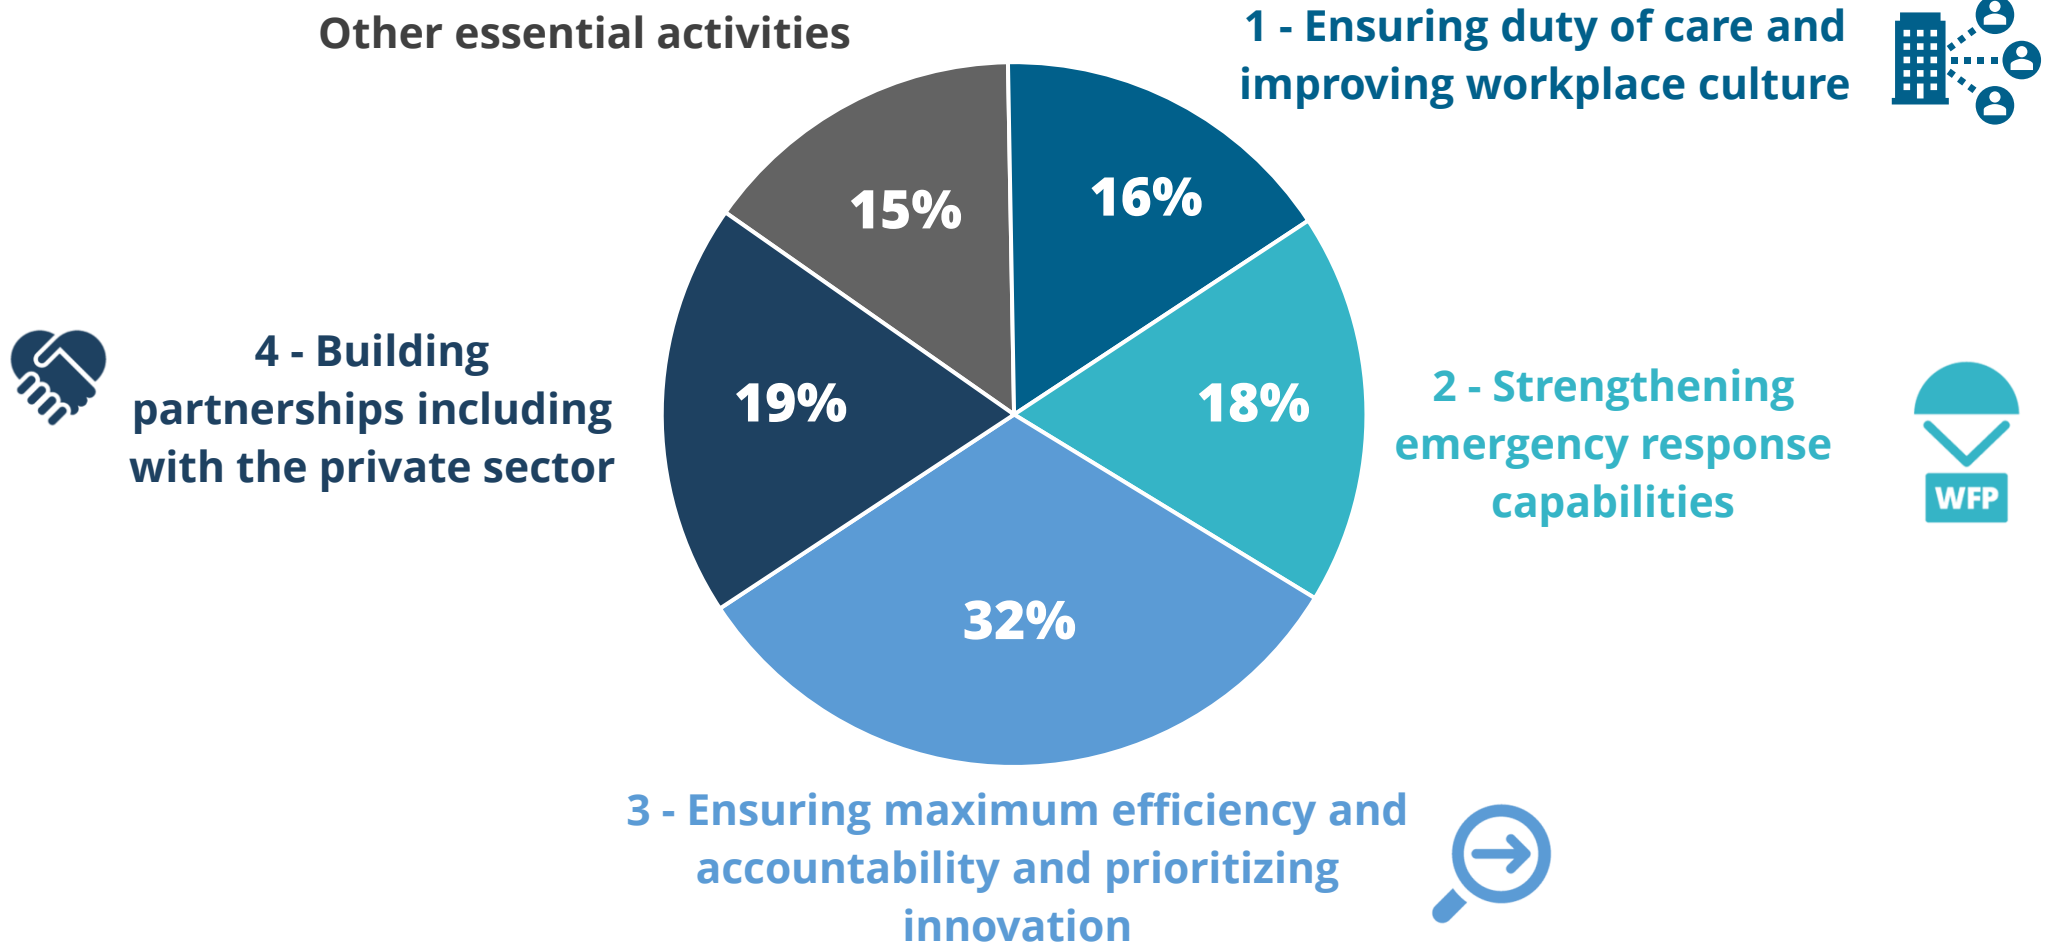 Other essential activities
1 - Ensuring duty of care and
improving workplace culture
15%
16%
4 - Building
partnerships including
with the private sector
19%
18%
2 - Strengthening
emergency response
capabilities
WFP
32%
3 - Ensuring maximum efficiency and
accountability and prioritizing
innovation